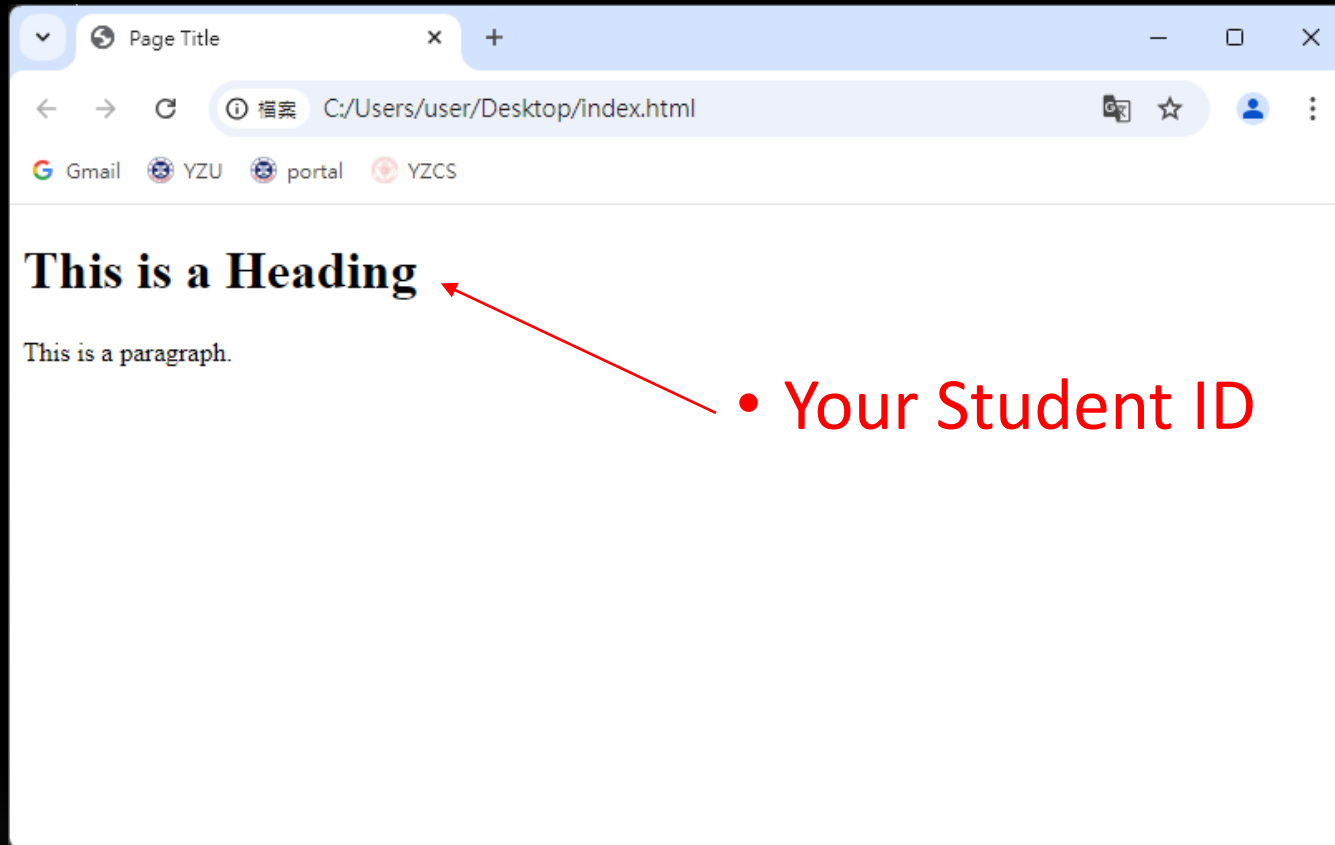 Page Title
檔案 C:/Users/user/Desktop/index.html
Gmail YZU portal YZCS
This is a Heading
This is a paragraph.
• Your Student ID